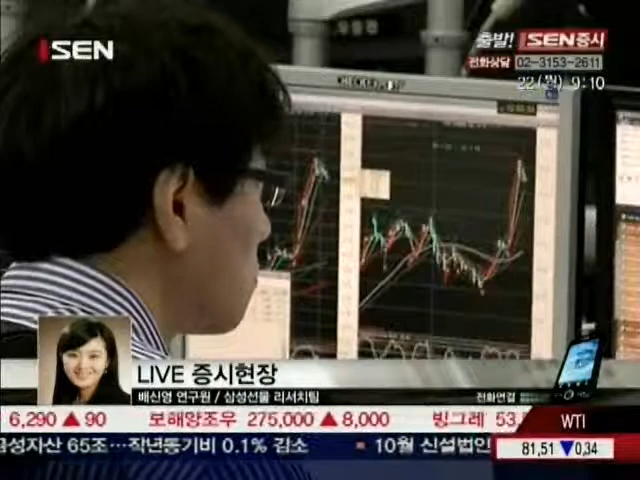 SEN
출발! SEN증시
전화상담 02-3153-2611
22(월) 9:10
LIVE 증시현장
배신영 연구원 / 삼성선물 리서치팀
전화연결
6,290 ▲ 90 보해양조우 275,000 ▲ 8,000 빙그레 53,
WTI
금성자산 65조…작년동기비 0.1% 감소 ■ 10월 신설법인
81,51 ▼ 0,34